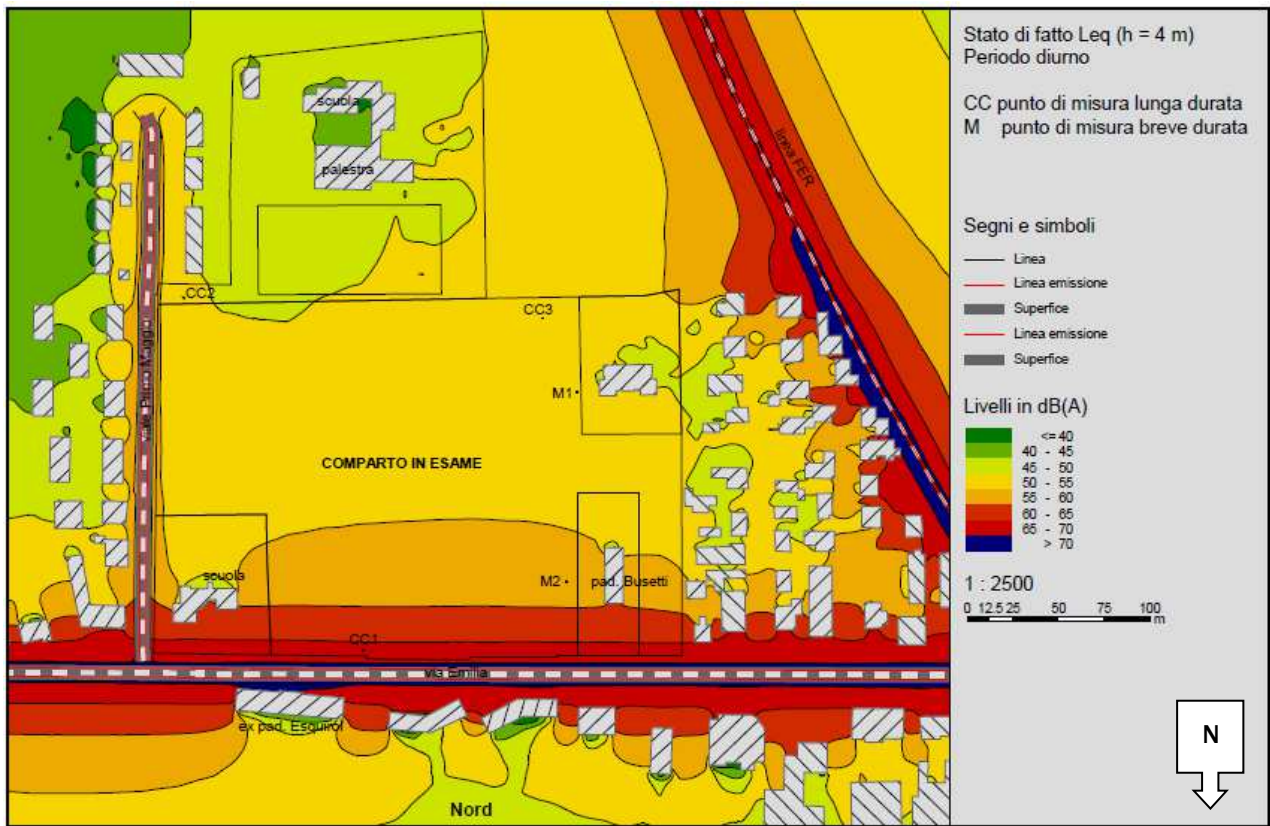 Stato di fatto Leq (h = 4 m)
Periodo diurno
CC punto di misura lunga durata
M punto di misura breve durata
Segni e simboli
Linea
Linea emissione
Superfice
Linea emissione
Superfice
Livelli in dB(A)
<= 40
40 - 45
45 - 50
50 - 55
55 - 60
60 - 65
65 - 70
> 70
1 : 2500
0 12.5 25 50 75 100
m
N
scuola
palestra
linea FER
CC2
CC3
M1
COMPARTO IN ESAME
scuola
M2
pad. Busetti
CC1
via Emilia
ex pad. Esquirol
Nord